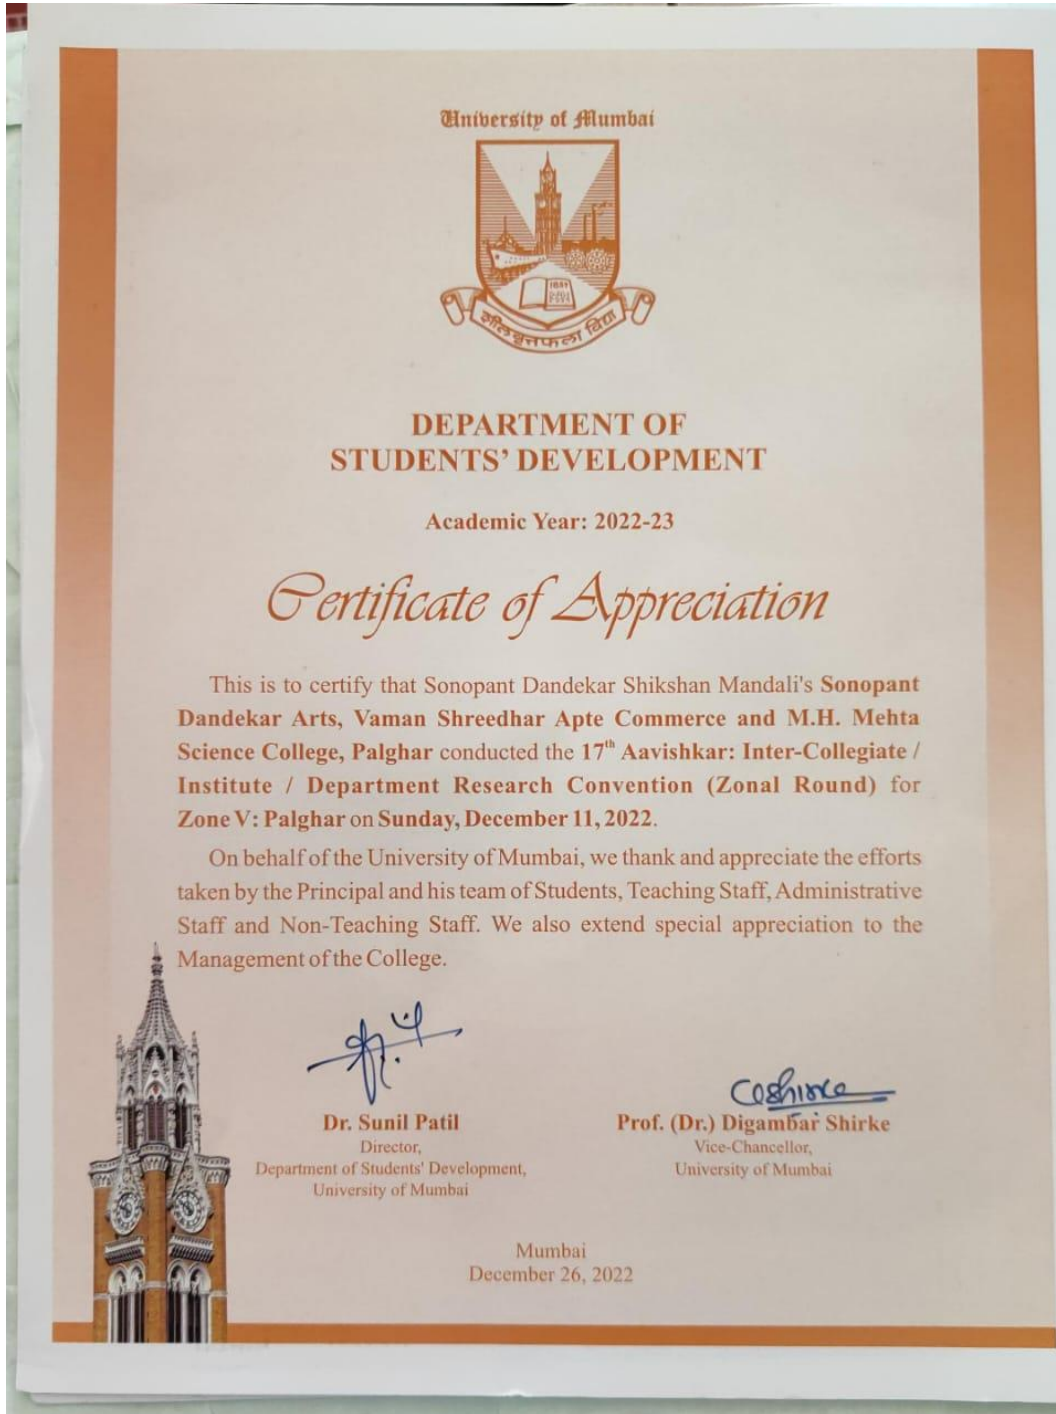 University of Mumbai
शीलवृत्तफला विद्या
DEPARTMENT OF
STUDENTS' DEVELOPMENT
Academic Year: 2022-23
Certificate of Appreciation
This is to certify that Sonopant Dandekar Shikshan Mandali's Sonopant
Dandekar Arts, Vaman Shreedhar Apte Commerce and M.H. Mehta
Science College, Palghar conducted the 17th Aavishkar: Inter-Collegiate /
Institute / Department Research Convention (Zonal Round) for
Zone V: Palghar on Sunday, December 11, 2022.
On behalf of the University of Mumbai, we thank and appreciate the efforts
taken by the Principal and his team of Students, Teaching Staff, Administrative
Staff and Non-Teaching Staff. We also extend special appreciation to the
Management of the College.
Dr. Sunil Patil
Director,
Department of Students' Development,
University of Mumbai
Prof. (Dr.) Digambar Shirke
Vice-Chancellor,
University of Mumbai
Mumbai
December 26, 2022